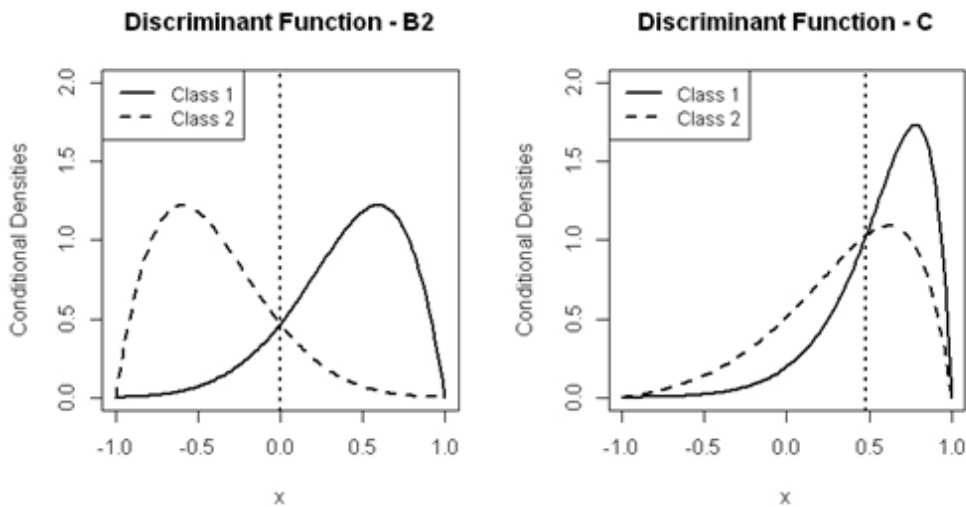 Discriminant Function - B2
Class 1
Class 2
Conditional Densities
2.0
1.5
1.0
0.5
0.0
-1.0 -0.5 0.0 0.5 1.0
x
Discriminant Function - C
Class 1
Class 2
Conditional Densities
2.0
1.5
1.0
0.5
0.0
-1.0 -0.5 0.0 0.5 1.0
x